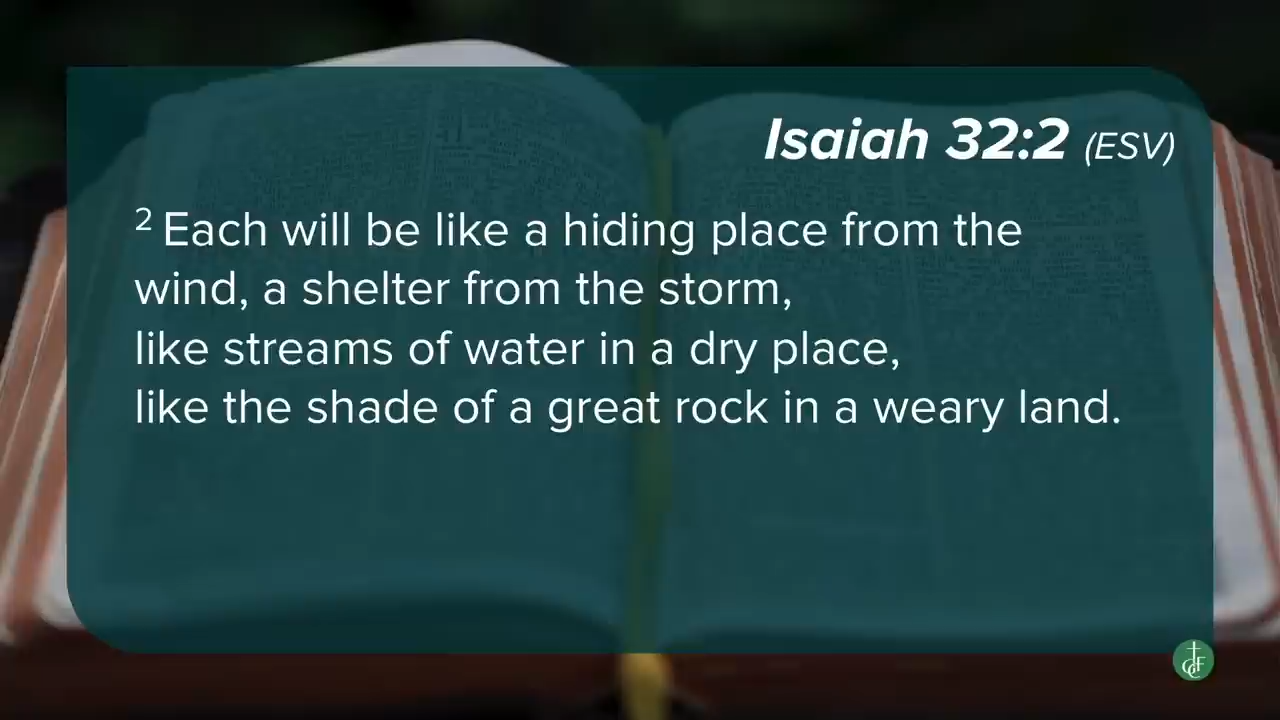 Isaiah 32:2 (ESV)
2 Each will be like a hiding place from the
wind, a shelter from the storm,
like streams of water in a dry place,
like the shade of a great rock in a weary land.